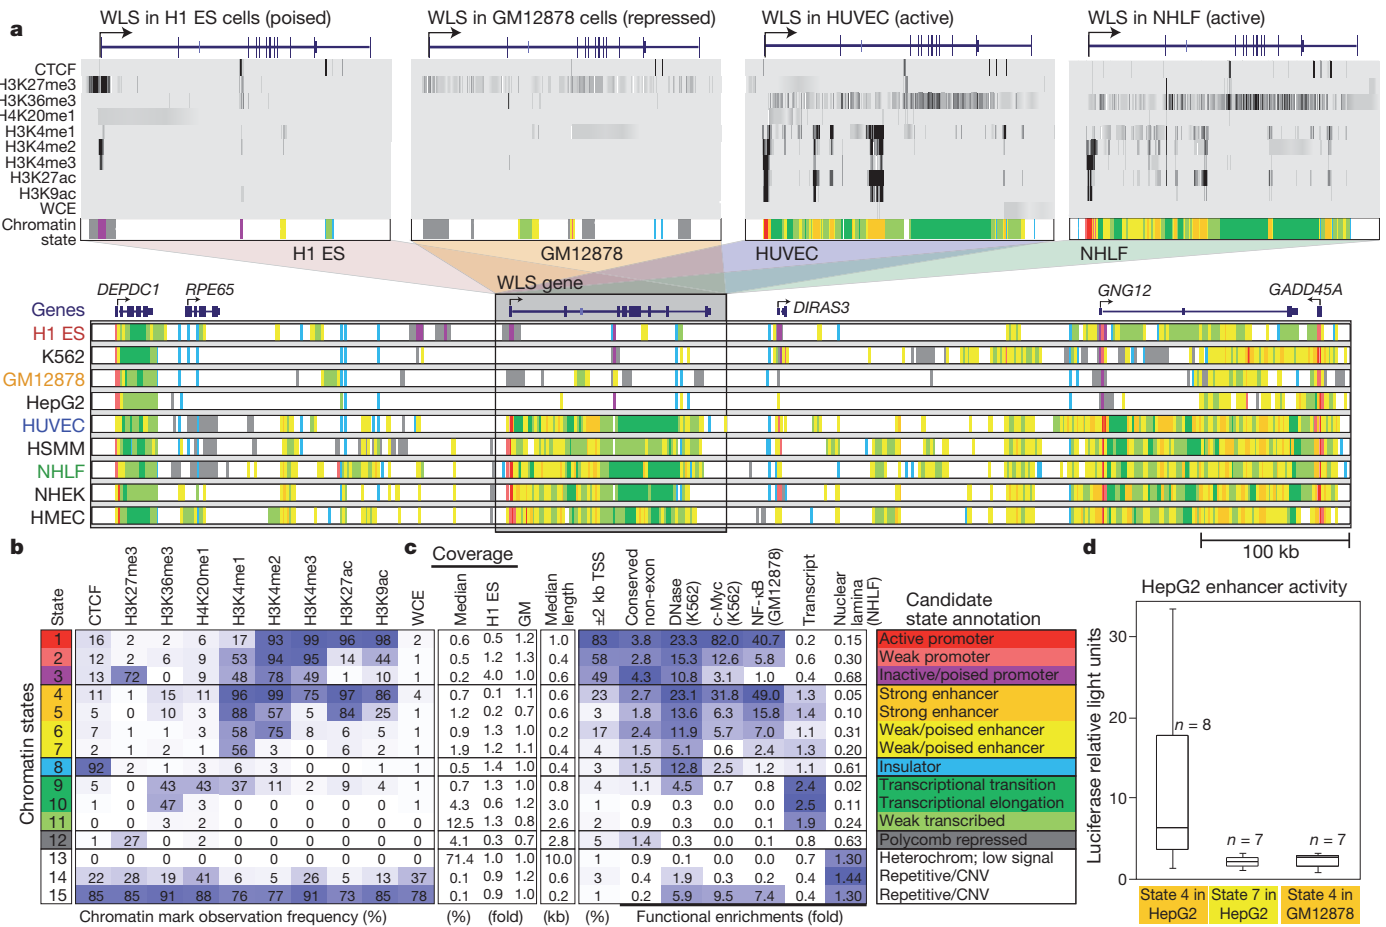 a
WLS in H1 ES cells (poised)
WLS in GM12878 cells (repressed)
WLS in HUVEC (active)
WLS in NHLF (active)
CTCF
H3K27me3
H3K36me3
H4K20me1
H3K4me1
H3K4me2
H3K4me3
H3K27ac
H3K9ac
WCE
Chromatin
state
H1 ES
GM12878
HUVEC
NHLF
DEPDC1
RPE65
WLS gene
DIRAS3
GNG12
GADD45A
Genes
H1 ES
K562
GM12878
HepG2
HUVEC
HSMM
NHLF
NHEK
HMEC
100 kb
b
State
CTCF
H3K27me3
H3K36me3
H4K20me1
H3K4me1
H3K4me2
H3K4me3
H3K27ac
H3K9ac
WCE
c
Coverage
Median
H1 ES
GM
Median
length
±2 kb TSS
Conserved
non-exon
DNase
(K562)
c-Myc
(K562)
NF-κB
(GM12878)
Transcript
Nuclear
lamina
(NHLF)
Candidate
state annotation
Chromatin states
1 16 2 2 6 17 93 99 96 98 2 0.6 0.5 1.2 1.0 83 3.8 23.3 82.0 40.7 0.2 0.15 Active promoter
2 12 2 6 9 53 94 95 14 44 1 0.5 1.2 1.3 0.4 58 2.8 15.3 12.6 5.8 0.6 0.30 Weak promoter
3 13 72 0 9 48 78 49 1 10 1 0.2 4.0 1.0 0.6 49 4.3 10.8 3.1 1.0 0.4 0.68 Inactive/poised promoter
4 11 1 15 11 96 99 75 97 86 4 0.7 0.1 1.1 0.6 23 2.7 23.1 31.8 49.0 1.3 0.05 Strong enhancer
5 5 0 10 3 88 57 5 84 25 1 1.2 0.2 0.7 0.6 3 1.8 13.6 6.3 15.8 1.4 0.10 Strong enhancer
6 7 1 1 3 58 75 8 6 5 1 0.9 1.3 1.0 0.2 17 2.4 11.9 5.7 7.0 1.1 0.31 Weak/poised enhancer
7 2 1 2 1 56 3 0 6 2 1 1.9 1.2 1.1 0.4 4 1.5 5.1 0.6 2.4 1.3 0.20 Weak/poised enhancer
8 92 2 1 3 6 3 0 0 1 1 0.5 1.4 1.0 0.4 3 1.5 12.8 2.5 1.2 1.1 0.61 Insulator
9 5 0 43 43 37 11 2 9 4 1 0.7 1.3 1.0 0.8 4 1.1 4.5 0.7 0.8 2.4 0.02 Transcriptional transition
10 1 0 47 3 0 0 0 0 0 1 4.3 0.6 1.2 3.0 1 0.9 0.3 0.0 0.0 2.5 0.11 Transcriptional elongation
11 0 0 3 2 0 0 0 0 0 0 12.5 1.3 0.8 2.6 2 0.9 0.3 0.0 0.1 1.9 0.24 Weak transcribed
12 1 27 0 2 0 0 0 0 0 0 4.1 0.3 0.7 2.8 5 1.4 0.3 0.0 0.1 0.8 0.63 Polycomb repressed
13 0 0 0 0 0 0 0 0 0 0 71.4 1.0 1.0 10.0 1 0.9 0.1 0.0 0.0 0.7 1.30 Heterochrom; low signal
14 22 28 19 41 6 5 26 5 13 37 0.1 0.9 1.2 0.6 3 0.4 1.9 0.3 0.2 0.4 1.44 Repetitive/CNV
15 85 85 91 88 76 77 91 73 85 78 0.1 0.9 1.0 0.2 1 0.2 5.9 9.5 7.4 0.4 1.30 Repetitive/CNV
Chromatin mark observation frequency (%)
(%)
(fold)
(kb)
(%)
Functional enrichments (fold)
d
HepG2 enhancer activity
Luciferase relative light units
30
20
10
0
n = 8
n = 7
n = 7
State 4 in
HepG2
State 7 in
HepG2
State 4 in
GM12878